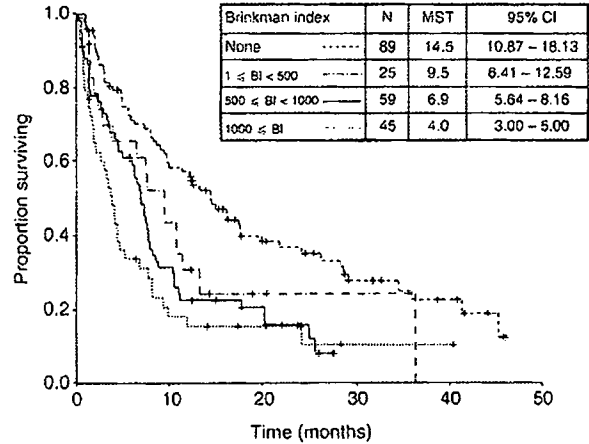 Brinkman index N MST 95% CI
None 89 14.5 10.87 – 18.13
1 ⩽ BI < 500 25 9.5 6.41 – 12.59
500 ⩽ BI < 1000 59 6.9 5.64 – 8.16
1000 ⩽ BI 45 4.0 3.00 – 5.00
Proportion surviving
1.0
0.8
0.6
0.4
0.2
0.0
0 10 20 30 40 50
Time (months)